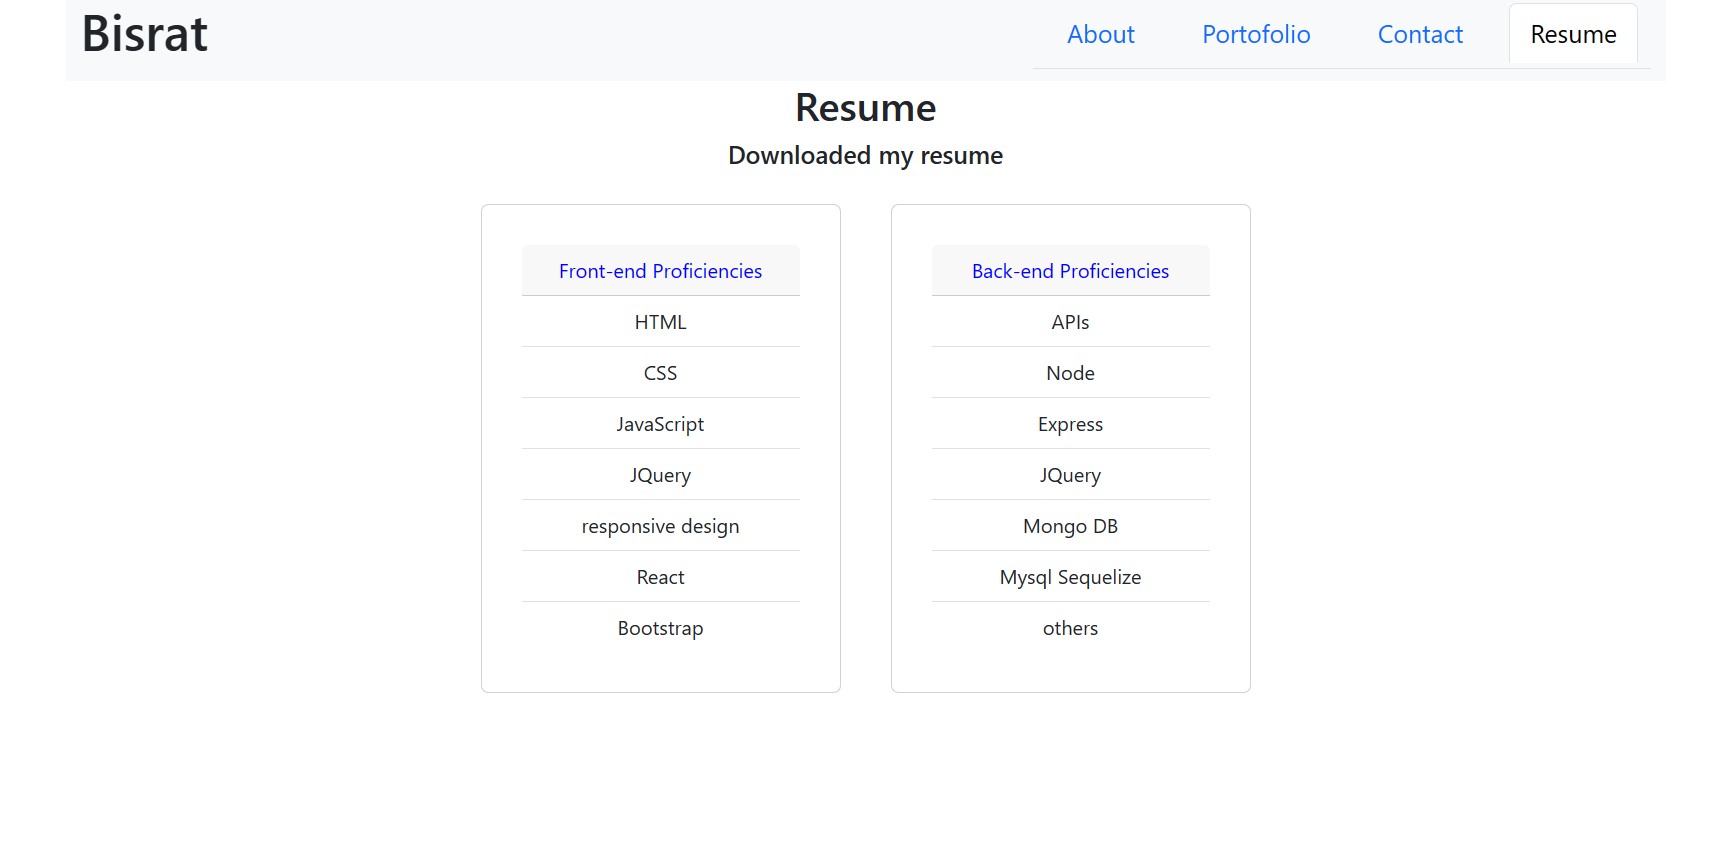 Bisrat
About Portofolio Contact Resume
Resume
Downloaded my resume
Front-end Proficiencies
HTML
CSS
JavaScript
JQuery
responsive design
React
Bootstrap
Back-end Proficiencies
APIs
Node
Express
JQuery
Mongo DB
Mysql Sequelize
others